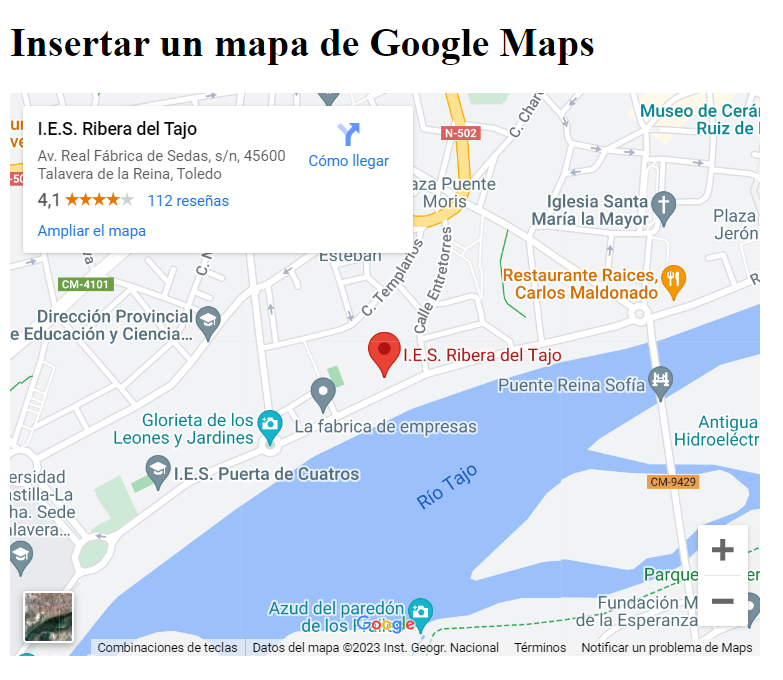 Insertar un mapa de Google Maps
I.E.S. Ribera del Tajo
Av. Real Fábrica de Sedas, s/n, 45600
Talavera de la Reina, Toledo
4,1
112 reseñas
Ampliar el mapa
Cómo llegar
N-502
Museo de Cerá
Ruiz de
aza Puente
Moris
Iglesia Santa
María la Mayor
Plaza
Jerón
Esteban
C. Templarios
Calle Entretorres
CM-4101
Restaurante Raices,
Carlos Maldonado
Dirección Provincial
e Educación y Ciencia...
I.E.S. Ribera del Tajo
Puente Reina Sofía
Glorieta de los
Leones y Jardines
La fabrica de empresas
Antigua
Hidroeléctr
I.E.S. Puerta de Cuatros
ersidad
astilla-La
ha. Sede
alavera...
Río Tajo
CM-9429
+
−
Parque
Azud del paredón
de los
Fundación M
de la Esperanza
Google
Combinaciones de teclas
Datos del mapa ©2023 Inst. Geogr. Nacional
Términos
Notificar un problema de Maps